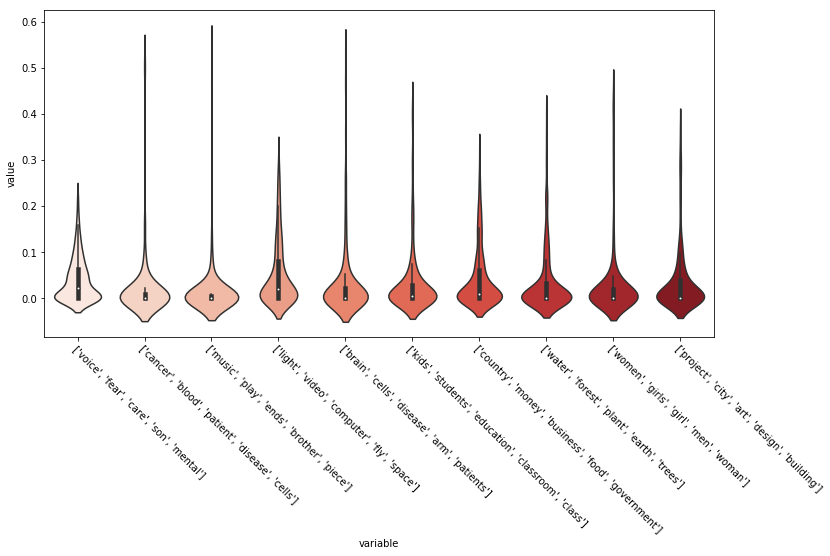 0.6
0.5
0.4
0.3
0.2
0.1
0.0
value
['voice', 'fear', 'care', 'son', 'mental']
['cancer', 'blood', 'patient', 'disease', 'cells']
['music', 'play', 'ends', 'brother', 'piece']
['light', 'video', 'computer', 'fly', 'space']
['brain', 'cells', 'disease', 'arm', 'patients']
['kids', 'students', 'education', 'classroom', 'class']
['country', 'money', 'business', 'food', 'government']
['water', 'forest', 'plant', 'earth', 'trees']
['women', 'girls', 'girl', 'men', 'woman']
['project', 'city', 'art', 'design', 'building']
variable